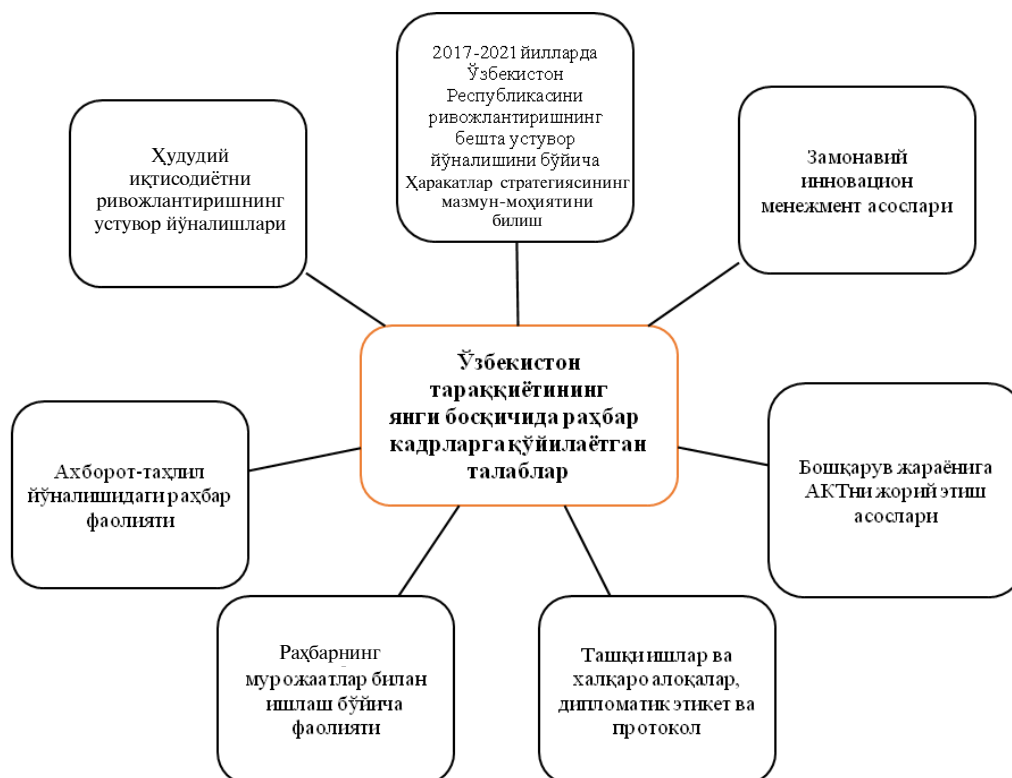 2017-2021 йилларда
Ўзбекистон
Республикасини
ривожлантиришнинг
бешта устувор
йўналишини бўйича
Ҳаракатлар стратегиясининг
мазмун-моҳиятини
билиш
Ҳудудий
иқтисодиётни
ривожлантиришнинг
устувор йўналишлари
Замонавий
инновацион
менежмент асослари
Ўзбекистон
тараққиётининг
янги босқичида раҳбар
кадрларга қўйилаётган
талаблар
Ахборот-таҳлил
йўналишидаги раҳбар
фаолияти
Бошқарув жараёнига
АКТни жорий этиш
асослари
Раҳбарнинг
мурожаатлар билан
ишлаш бўйича
фаолияти
Ташқи ишлар ва
халқаро алоқалар,
дипломатик этикет ва
протокол